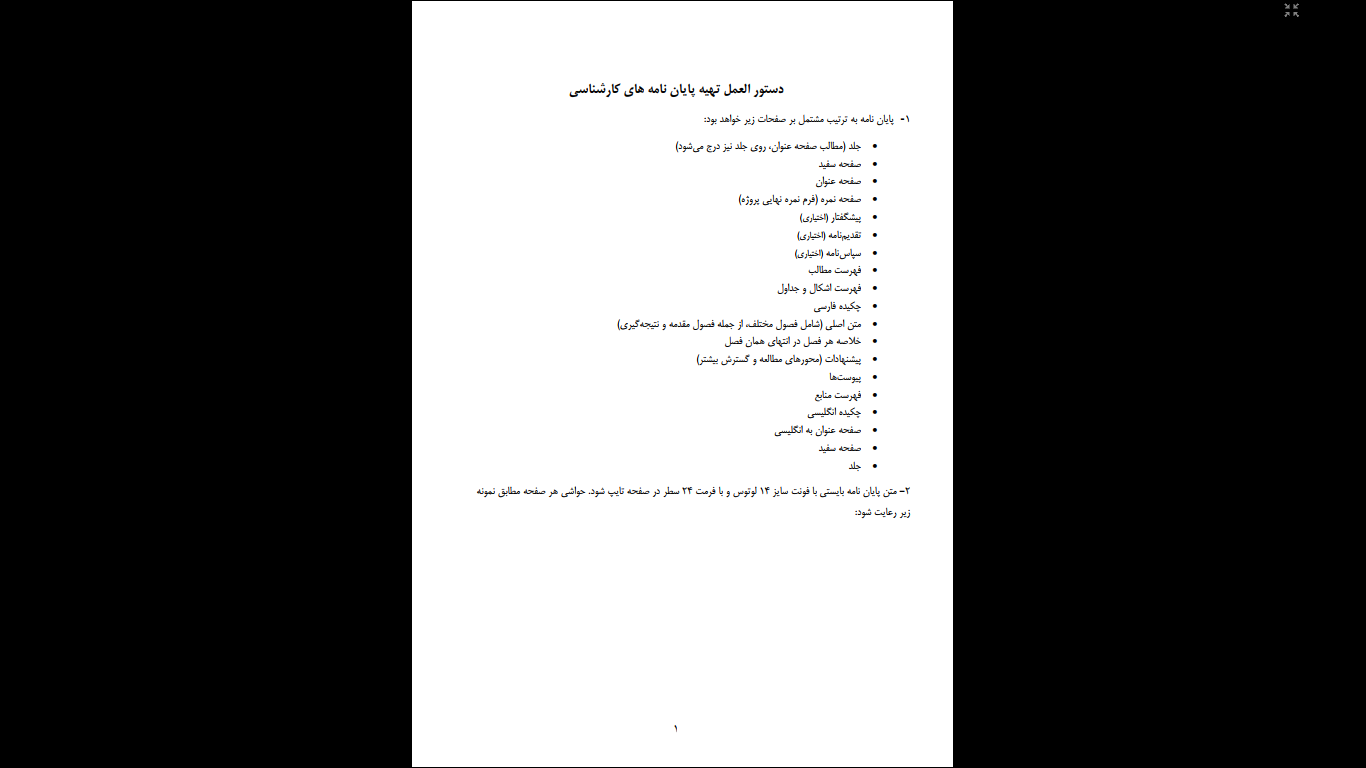 دستور العمل تهیه پایان نامه های کارشناسی
۱- پایان نامه به ترتیب مشتمل بر صفحات زیر خواهد بود:
• جلد (مطالب صفحه عنوان، روی جلد نیز درج می‌شود)
• صفحه سفید
• صفحه عنوان
• صفحه نمره (فرم نمره نهایی پروژه)
• پیشگفتار (اختیاری)
• تقدیم‌نامه (اختیاری)
• سپاس‌نامه (اختیاری)
• فهرست مطالب
• فهرست اشکال و جداول
• چکیده فارسی
• متن اصلی (شامل فصول مختلف، از جمله فصول مقدمه و نتیجه‌گیری)
• خلاصه هر فصل در انتهای همان فصل
• پیشنهادات (محورهای مطالعه و گسترش بیشتر)
• پیوست‌ها
• فهرست منابع
• چکیده انگلیسی
• صفحه عنوان به انگلیسی
• صفحه سفید
• جلد
۲- متن پایان نامه بایستی با فونت سایز ۱۴ لوتوس و با فرمت ۲۴ سطر در صفحه تایپ شود. حواشی هر صفحه مطابق نمونه
زیر رعایت شود:
۱